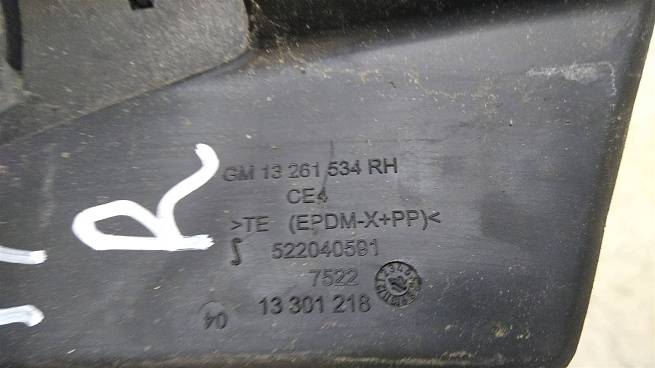 GM 13 261 534 RH
CE4
>TE (EPDM-X+PP)<
522040591
7522
04 13 301 218
R